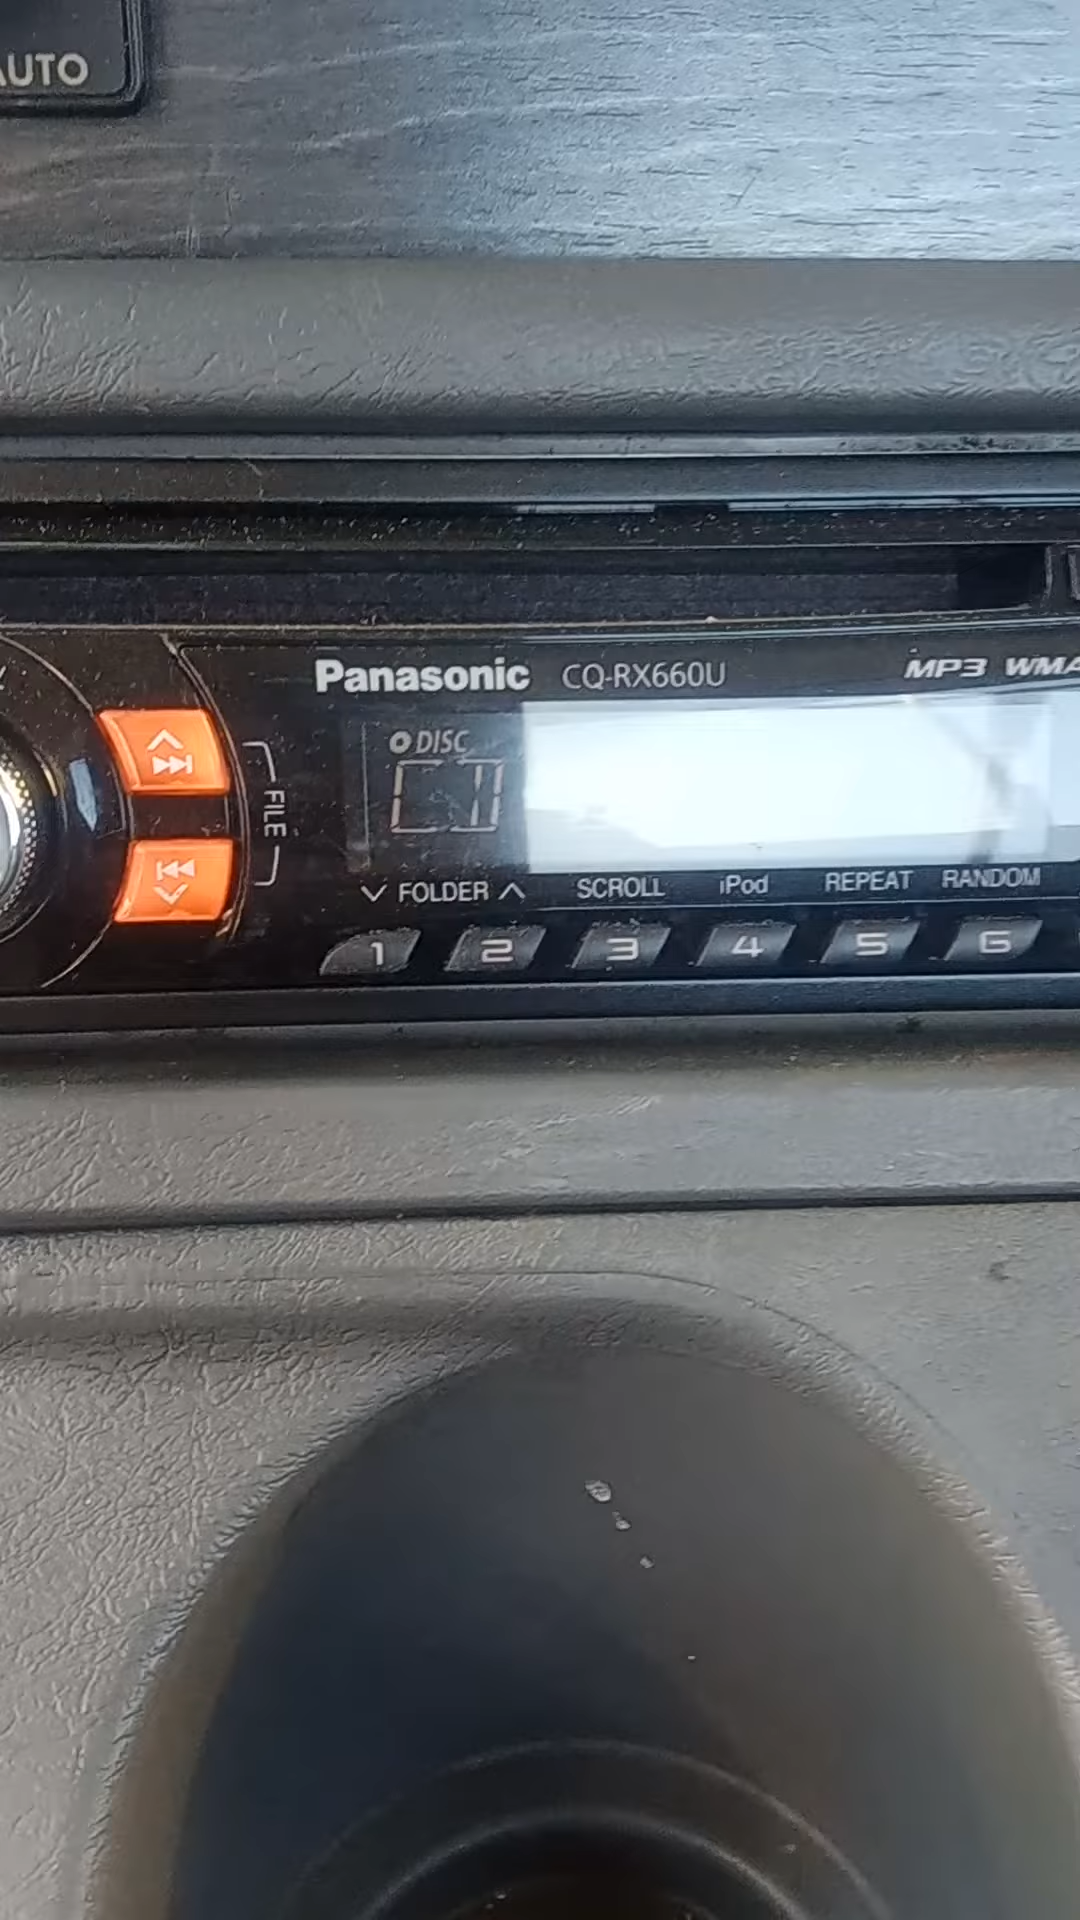 AUTO
Panasonic CQ-RX660U MP3 WMA
DISC
FILE
FOLDER SCROLL iPod REPEAT RANDOM
1 2 3 4 5 6